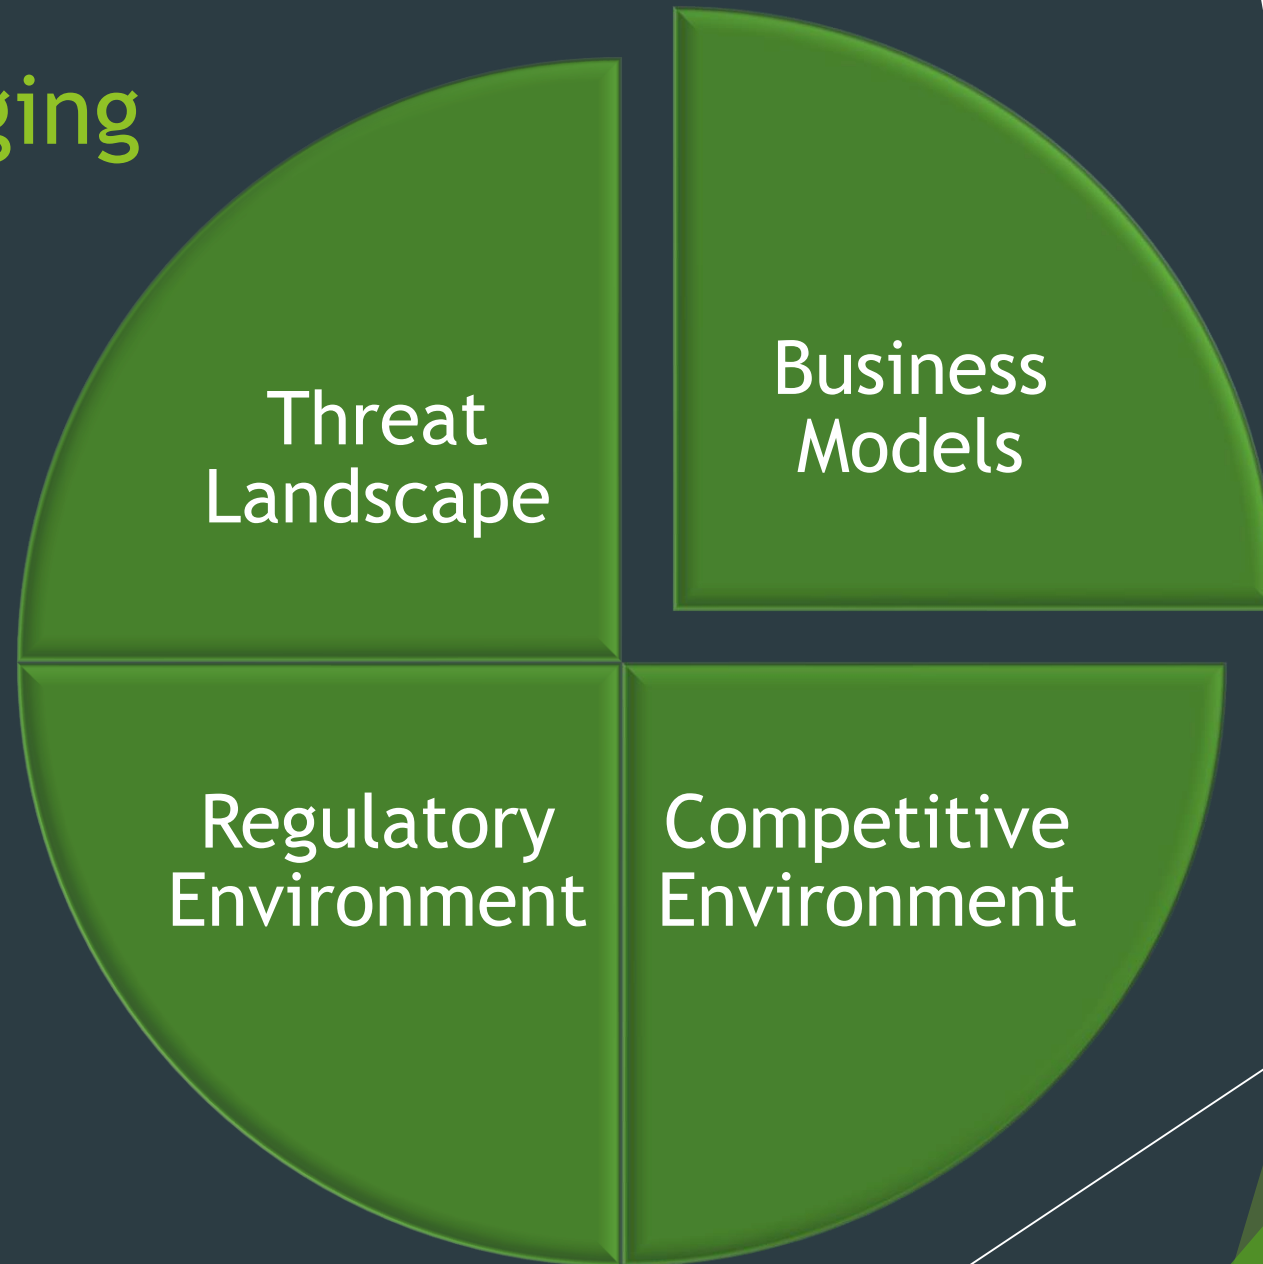 ging
Threat
Landscape
Business
Models
Regulatory
Environment
Competitive
Environment